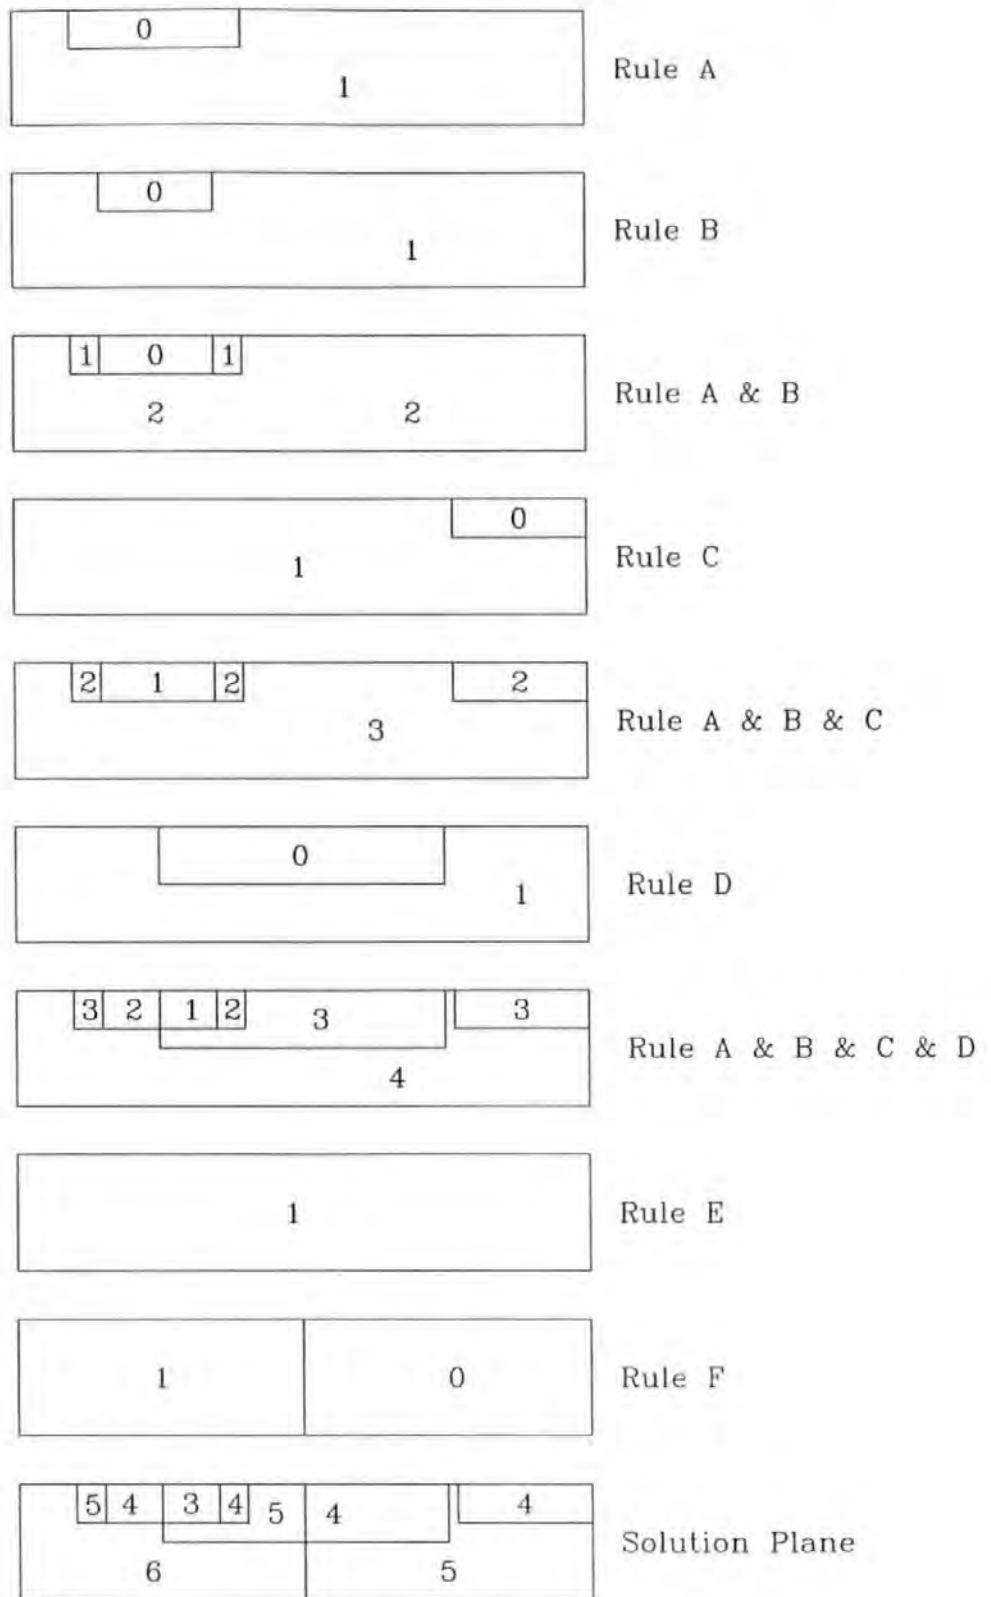 0
1 Rule A
0
1 Rule B
1 0 1
2 2 Rule A & B
0
1 Rule C
2 1 2 2
3 Rule A & B & C
0
1 Rule D
3 2 1 2 3 3
4 Rule A & B & C & D
1 Rule E
1 0 Rule F
5 4 3 4 5 4 4
6 5 Solution Plane